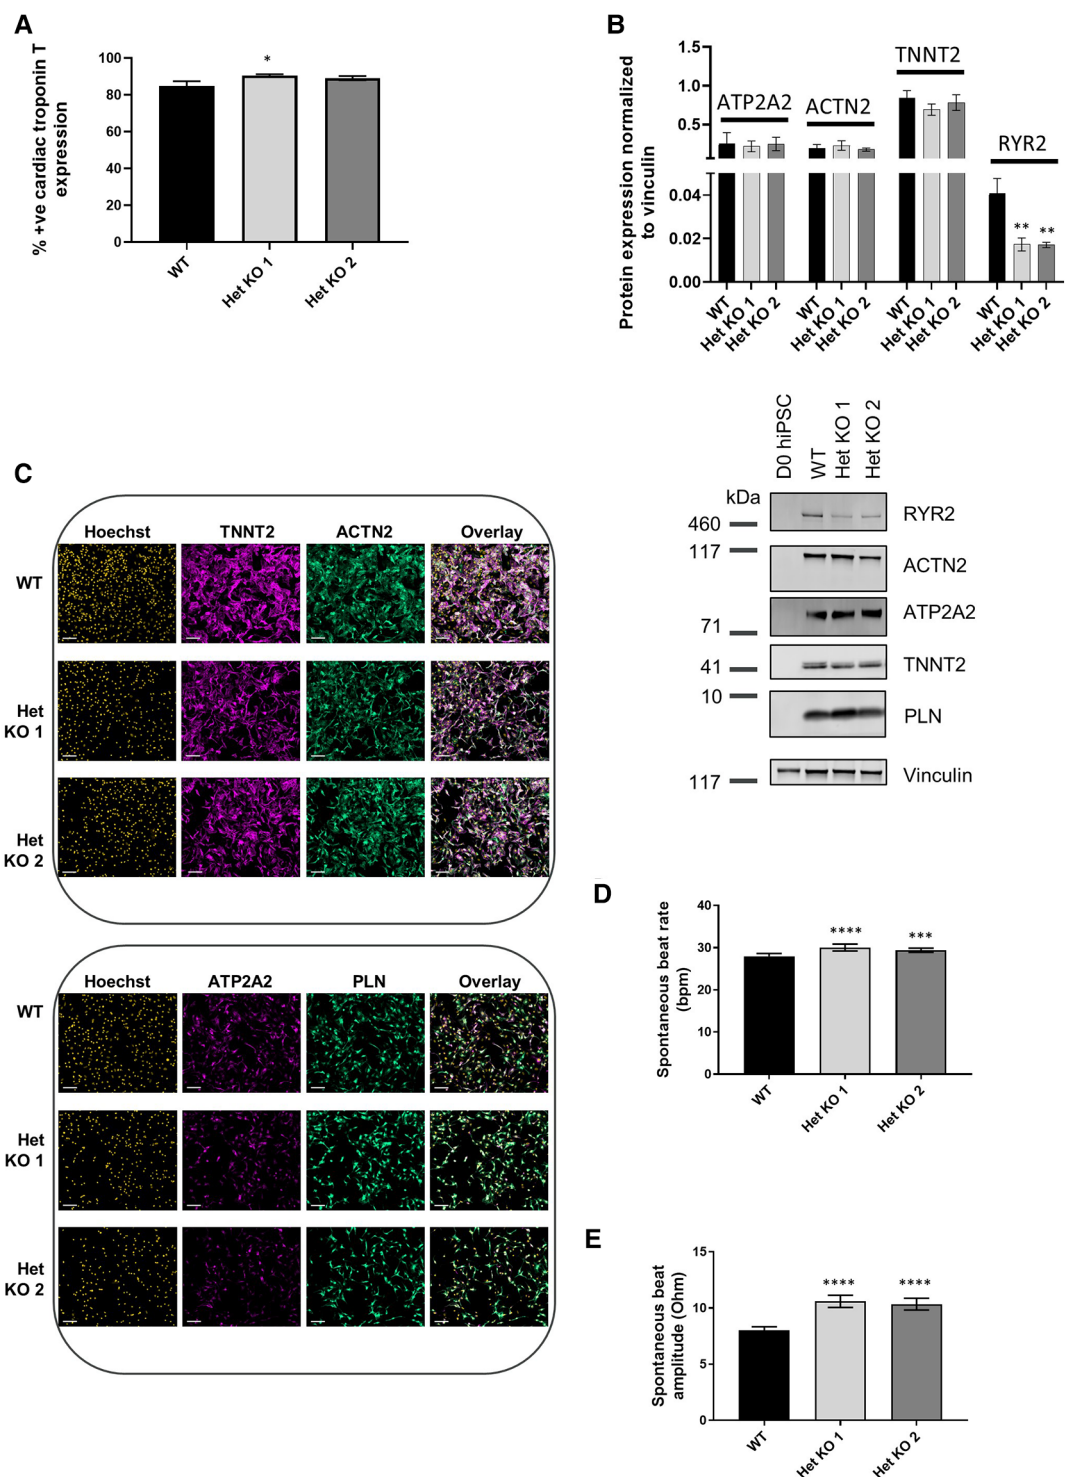 A
% +ve cardiac troponin T
expression
100
80
60
40
20
0
WT
Het KO 1
Het KO 2
*
B
Protein expression normalized
to vinculin
1.5
1.0
0.5
0.04
0.02
0.00
ATP2A2
ACTN2
TNNT2
RYR2
** **
WT
Het KO 1
Het KO 2
WT
Het KO 1
Het KO 2
WT
Het KO 1
Het KO 2
WT
Het KO 1
Het KO 2
D0 hiPSC
WT
Het KO 1
Het KO 2
kDa
460
RYR2
117
ACTN2
ATP2A2
71
41
TNNT2
10
PLN
117
Vinculin
C
Hoechst TNNT2 ACTN2 Overlay
WT
Het
KO 1
Het
KO 2
Hoechst ATP2A2 PLN Overlay
WT
Het
KO 1
Het
KO 2
D
Spontaneous beat rate
(bpm)
40
30
20
10
0
**** ***
WT
Het KO 1
Het KO 2
E
Spontaneous beat
amplitude (Ohm)
15
10
5
0
**** ****
WT
Het KO 1
Het KO 2